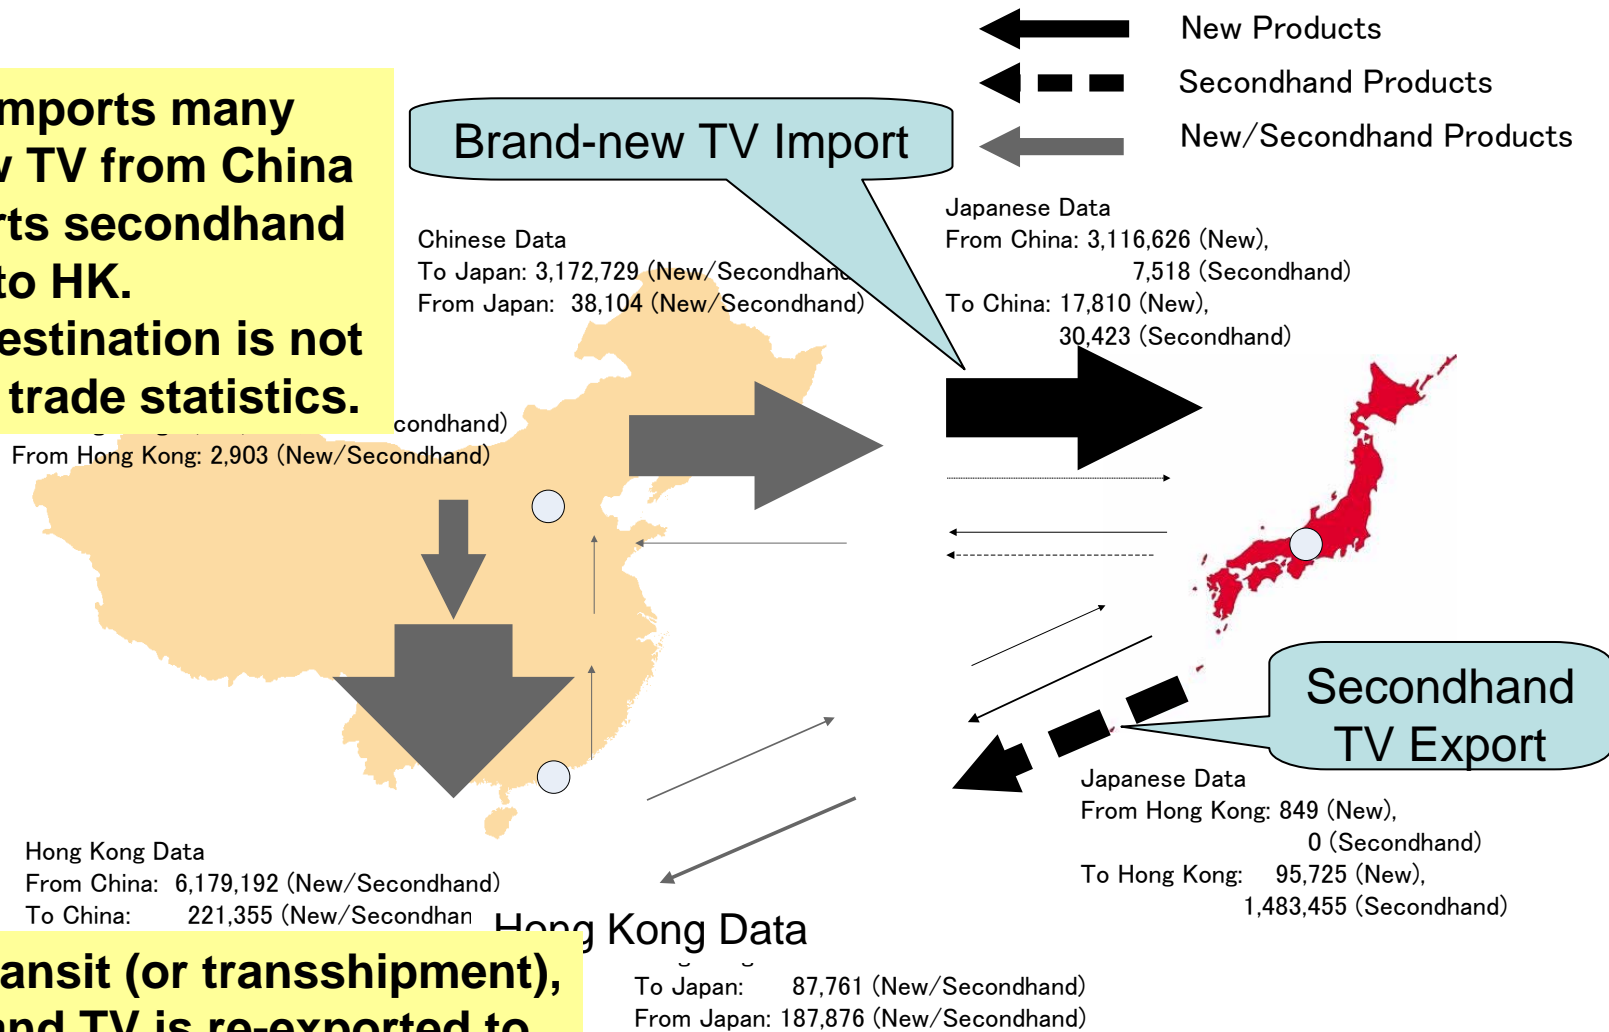 New Products
Secondhand Products
New/Secondhand Products
imports many
TV from China
secondhand
to HK.
is not
trade statistics.
Brand-new TV Import
Chinese Data
To Japan: 3,172,729 (New/Secondhand
From Japan: 38,104 (New/Secondhand)
Japanese Data
From China: 3,116,626 (New),
7,518 (Secondhand)
To China: 17,810 (New),
30,423 (Secondhand)
From Hong Kong: 2,903 (New/Secondhand)
Secondhand
TV Export
Japanese Data
From Hong Kong: 849 (New),
0 (Secondhand)
To Hong Kong: 95,725 (New),
1,483,455 (Secondhand)
Hong Kong Data
From China: 6,179,192 (New/Secondhand)
To China: 221,355 (New/Secondhan
Hong Kong Data
To Japan: 87,761 (New/Secondhand)
From Japan: 187,876 (New/Secondhand)
(or transshipment),
TV is re-exported to